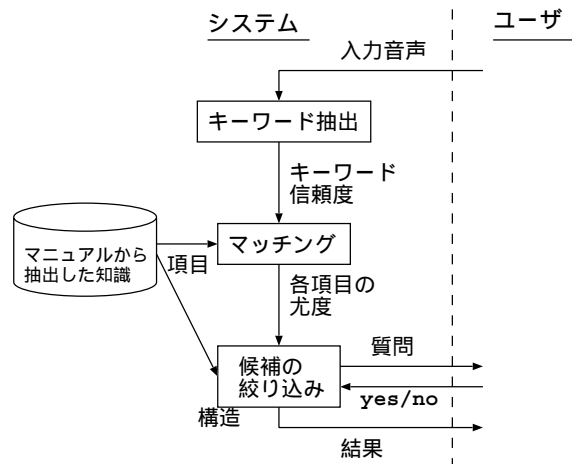 システム
ユーザ
入力音声
キーワード抽出
キーワード
信頼度
マニュアルから
抽出した知識
項目
マッチング
各項目の
尤度
候補の
絞り込み
構造
質問
yes/no
結果